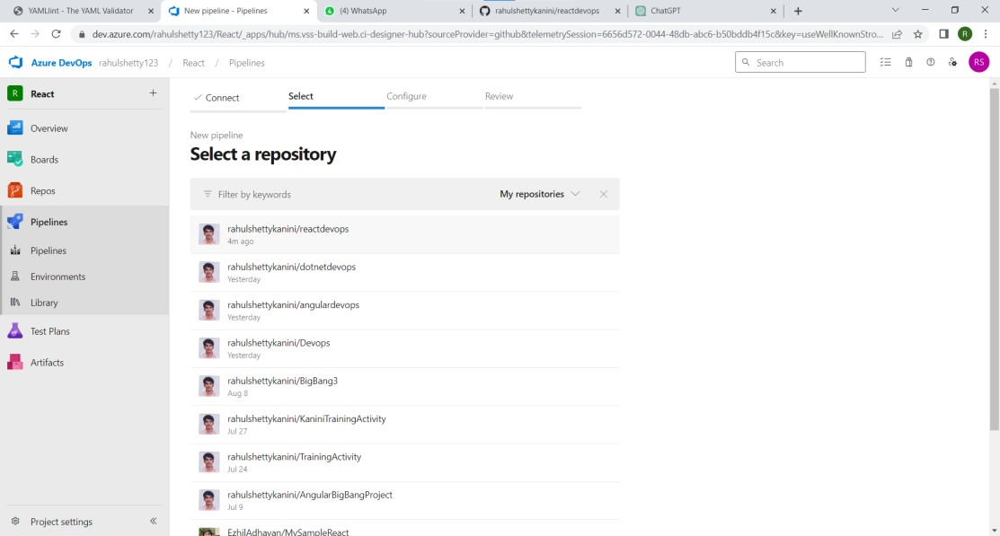 YAMLlint - The YAML Validator
New pipeline - Pipelines
(4) WhatsApp
rahulshettykanini/reactdevops
ChatGPT
dev.azure.com/rahulshetty123/React/_apps/hub/ms.vss-build-web.ci-designer-hub?sourceProvider=github&telemetrySession=6656d572-0044-48db-abc6-b50bddb4f15c&key=useWellKnownStro...
R
Azure DevOps rahulshetty123 / React / Pipelines
Search
RS
R React +
Overview
Boards
Repos
Pipelines
Pipelines
Environments
Library
Test Plans
Artifacts
Project settings
Connect
Select
Configure
Review
New pipeline
Select a repository
Filter by keywords
My repositories
rahulshettykanini/reactdevops
4m ago
rahulshettykanini/dotnetdevops
Yesterday
rahulshettykanini/angulardevops
Yesterday
rahulshettykanini/Devops
Yesterday
rahulshettykanini/BigBang3
Aug 8
rahulshettykanini/KaniniTrainingActivity
Jul 27
rahulshettykanini/TrainingActivity
Jul 24
rahulshettykanini/AngularBigBangProject
Jul 9
EzhilAdhavan/MySampleReact